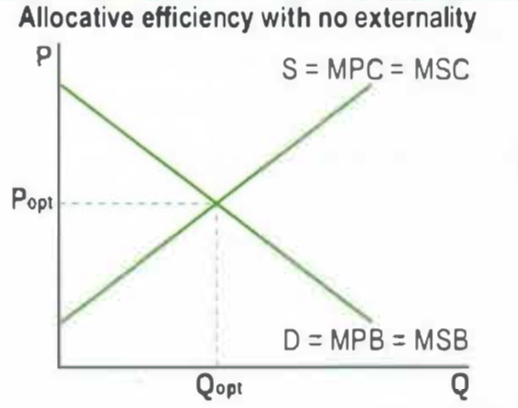 Allocative efficiency with no externality
P
S = MPC = MSC
Popt
D = MPB = MSB
Qopt
Q